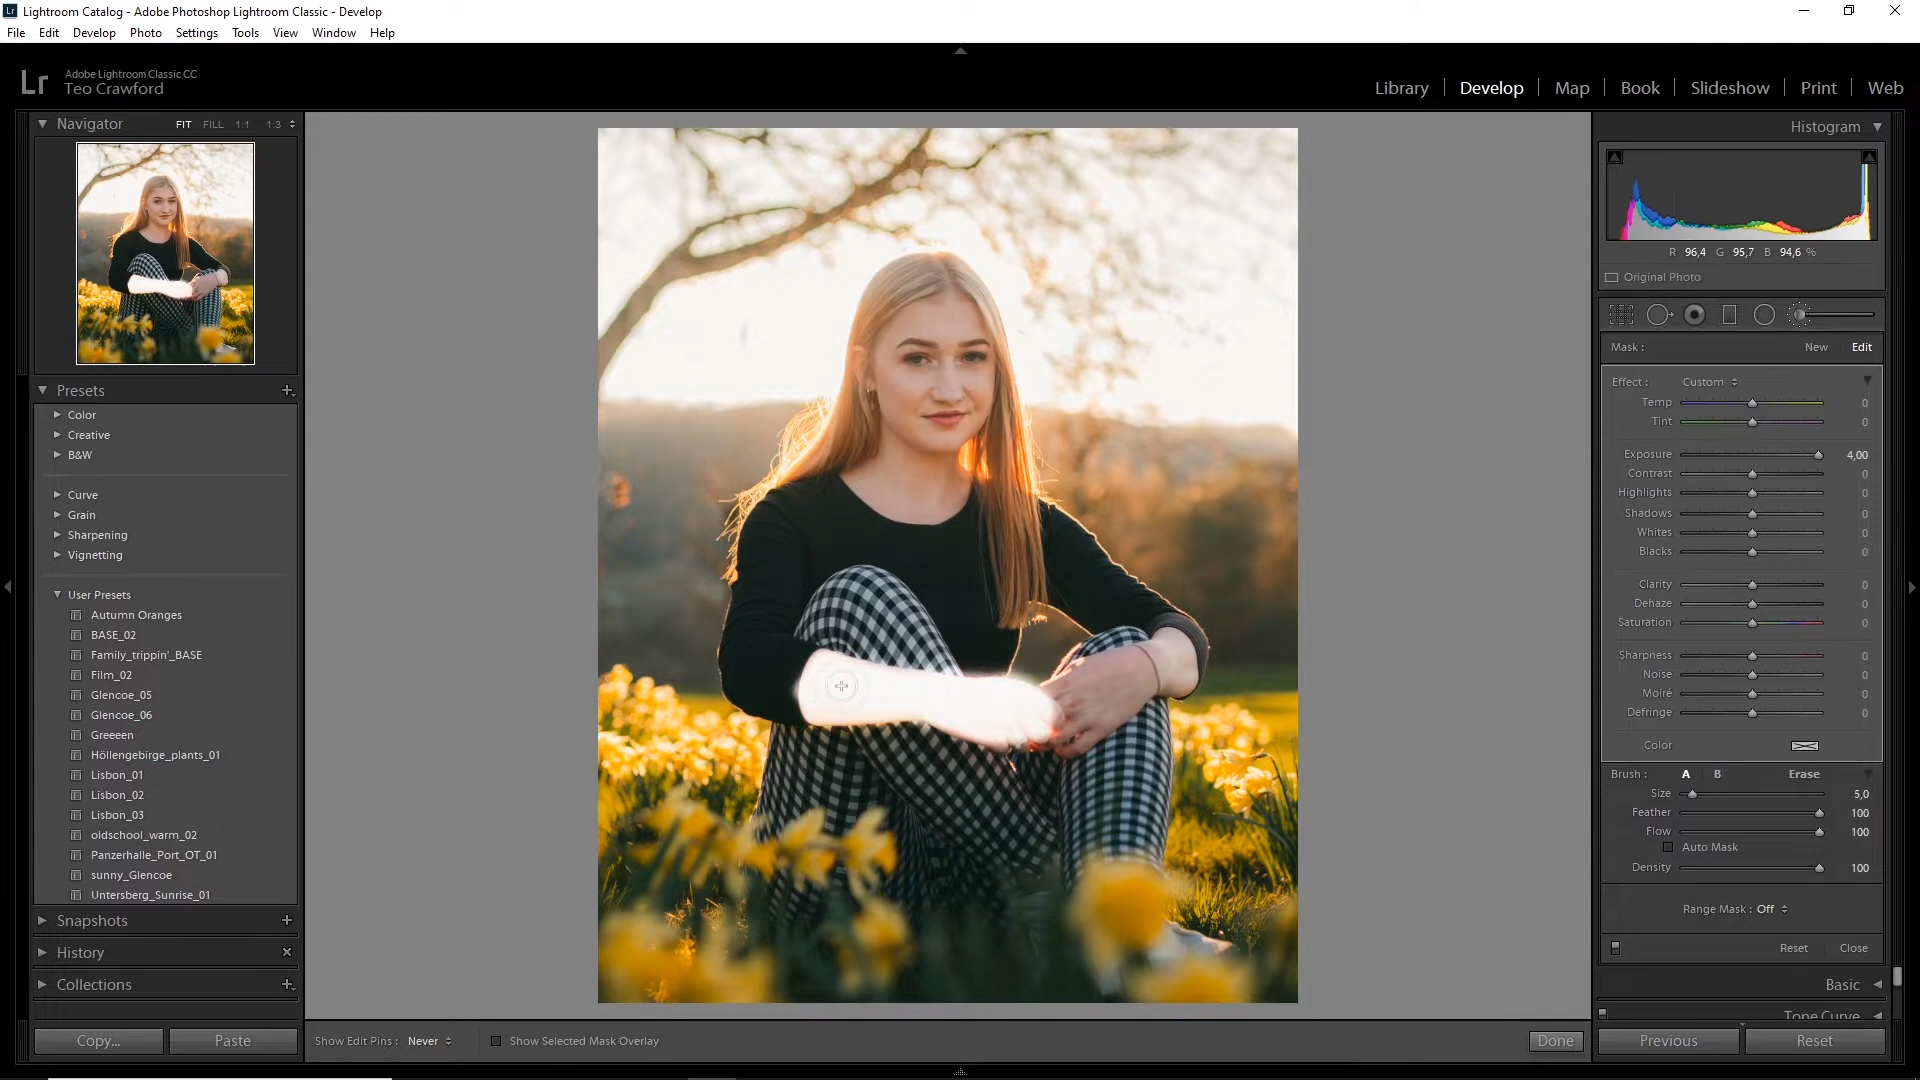 Lightroom Catalog - Adobe Photoshop Lightroom Classic - Develop
File Edit Develop Photo Settings Tools View Window Help
Lr Adobe Lightroom Classic CC
Teo Crawford
Library Develop Map Book Slideshow Print Web
Navigator FIT FILL 1:1 1:3
Presets
Color
Creative
B&W
Curve
Grain
Sharpening
Vignetting
User Presets
Autumn Oranges
BASE_02
Family_trippin'_BASE
Film_02
Glencoe_05
Glencoe_06
Greeeen
Höllengebirge_plants_01
Lisbon_01
Lisbon_02
Lisbon_03
oldschool_warm_02
Panzerhalle_Port_OT_01
sunny_Glencoe
Untersberg_Sunrise_01
Snapshots
History
Collections
Copy... Paste
Show Edit Pins : Never Show Selected Mask Overlay Done
Histogram
R 96,4 G 95,7 B 94,6 %
Original Photo
Mask : New Edit
Effect : Custom
Temp 0
Tint 0
Exposure 4,00
Contrast 0
Highlights 0
Shadows 0
Whites 0
Blacks 0
Clarity 0
Dehaze 0
Saturation 0
Sharpness 0
Noise 0
Moiré 0
Defringe 0
Color
Brush : A B Erase
Size 5,0
Feather 100
Flow 100
Auto Mask
Density 100
Range Mask : Off
Reset Close
Basic
Tone Curve
Previous Reset